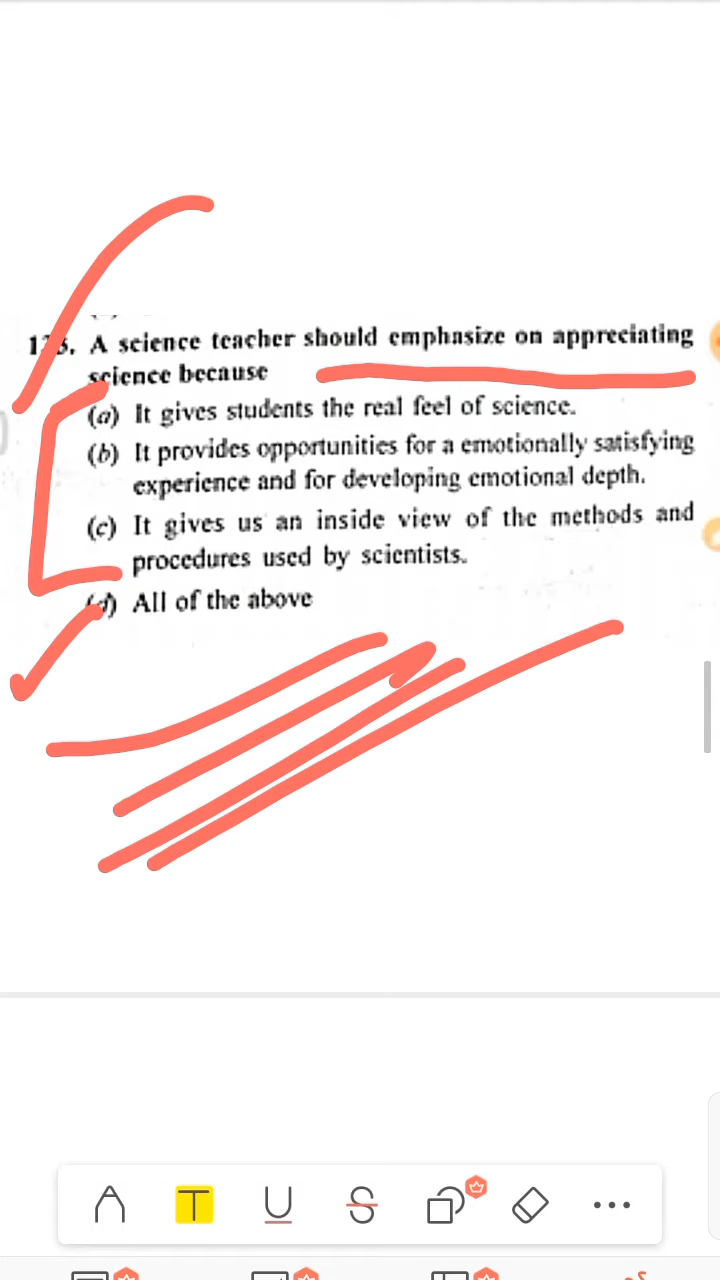 A science teacher should emphasize on appreciating
science because
(a) It gives students the real feel of science.
(b) It provides opportunities for a emotionally satisfying
experience and for developing emotional depth.
(c) It gives us an inside view of the methods and
procedures used by scientists.
(d) All of the above